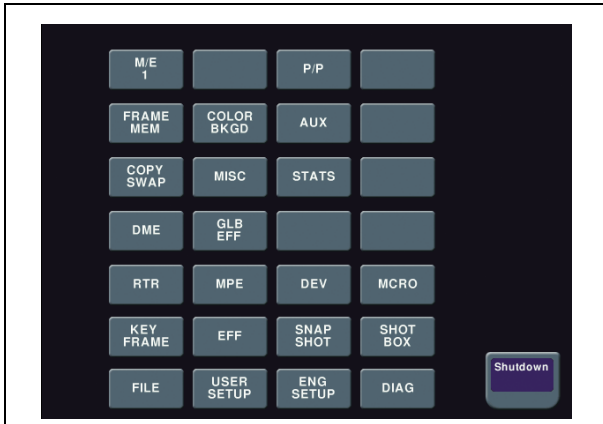 M/E
1
P/P
FRAME
MEM
COLOR
BKGD
AUX
COPY
SWAP
MISC
STATS
DME
GLB
EFF
RTR
MPE
DEV
MCRO
KEY
FRAME
EFF
SNAP
SHOT
SHOT
BOX
Shutdown
FILE
USER
SETUP
ENG
SETUP
DIAG